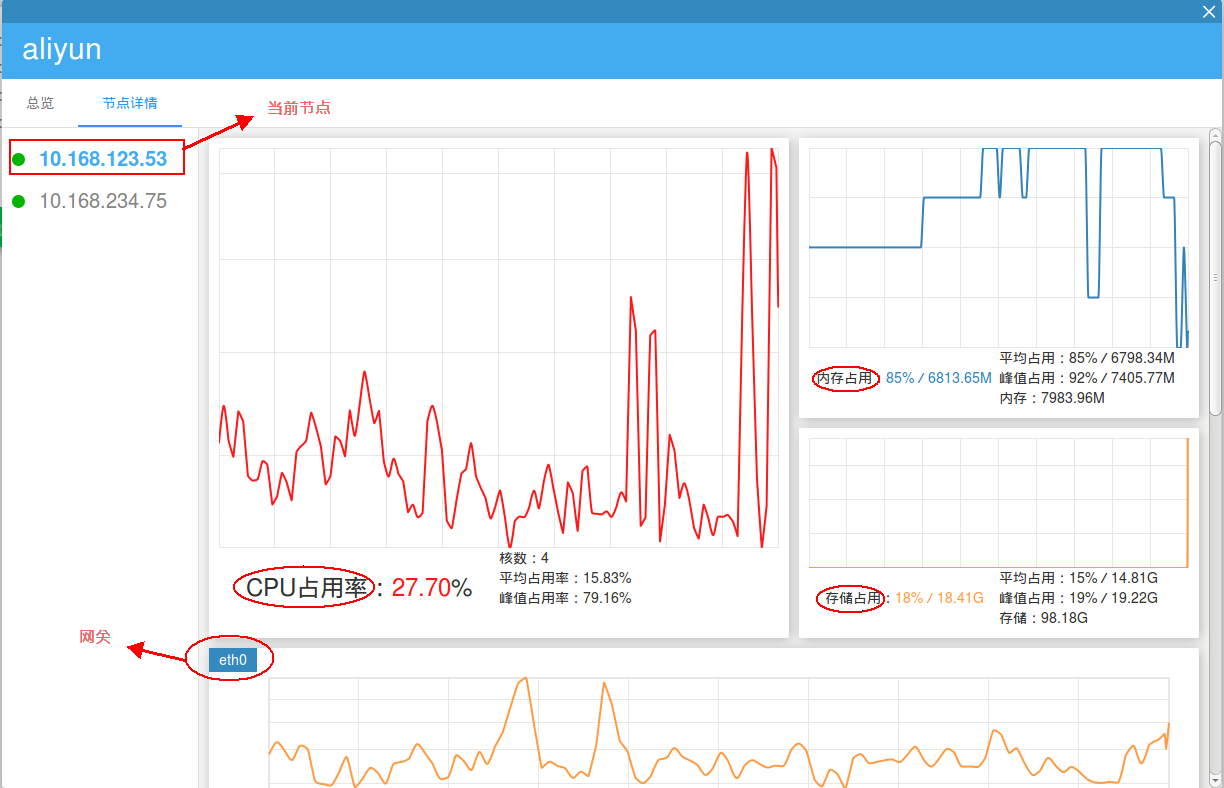 aliyun
总览
节点详情
当前节点
10.168.123.53
10.168.234.75
平均占用：85% / 6798.34M
内存占用 85% / 6813.65M
峰值占用：92% / 7405.77M
内存：7983.96M
核数：4
CPU占用率：27.70%
平均占用率：15.83%
峰值占用率：79.16%
平均占用：15% / 14.81G
存储占用：18% / 18.41G
峰值占用：19% / 19.22G
存储：98.18G
网关
eth0